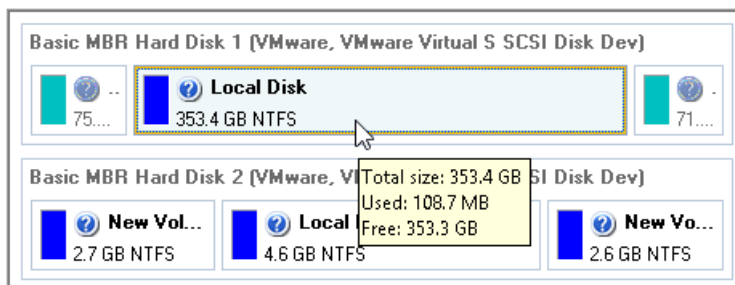 Basic MBR Hard Disk 1 (VMware, VMware Virtual S SCSI Disk Dev)
..
75....
Local Disk
353.4 GB NTFS
.
71....
Basic MBR Hard Disk 2 (VMware, VI SI Disk Dev)
Total size: 353.4 GB
Used: 108.7 MB
Free: 353.3 GB
New Vol...
2.7 GB NTFS
Local
4.6 GB NTFS
New Vo...
2.6 GB NTFS